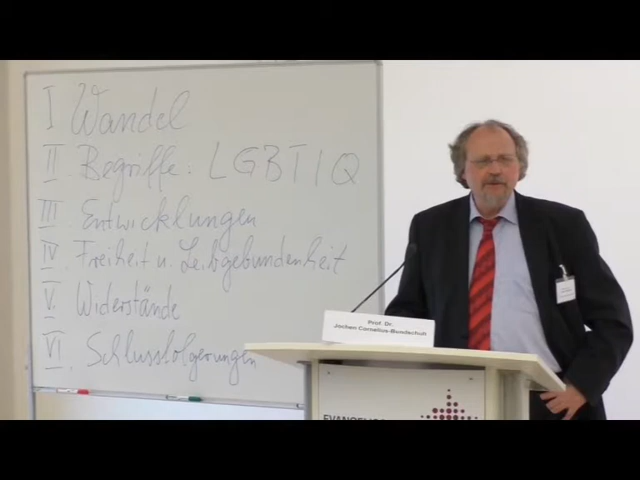 I Wandel
II Begriffe: LGBTIQ
III Entwicklungen
IV Freiheit u. Leibgebundenheit
V. Widerstände
VI Schlussfolgerungen
Prof. Dr.
Jochen Cornelius-Bundschuh